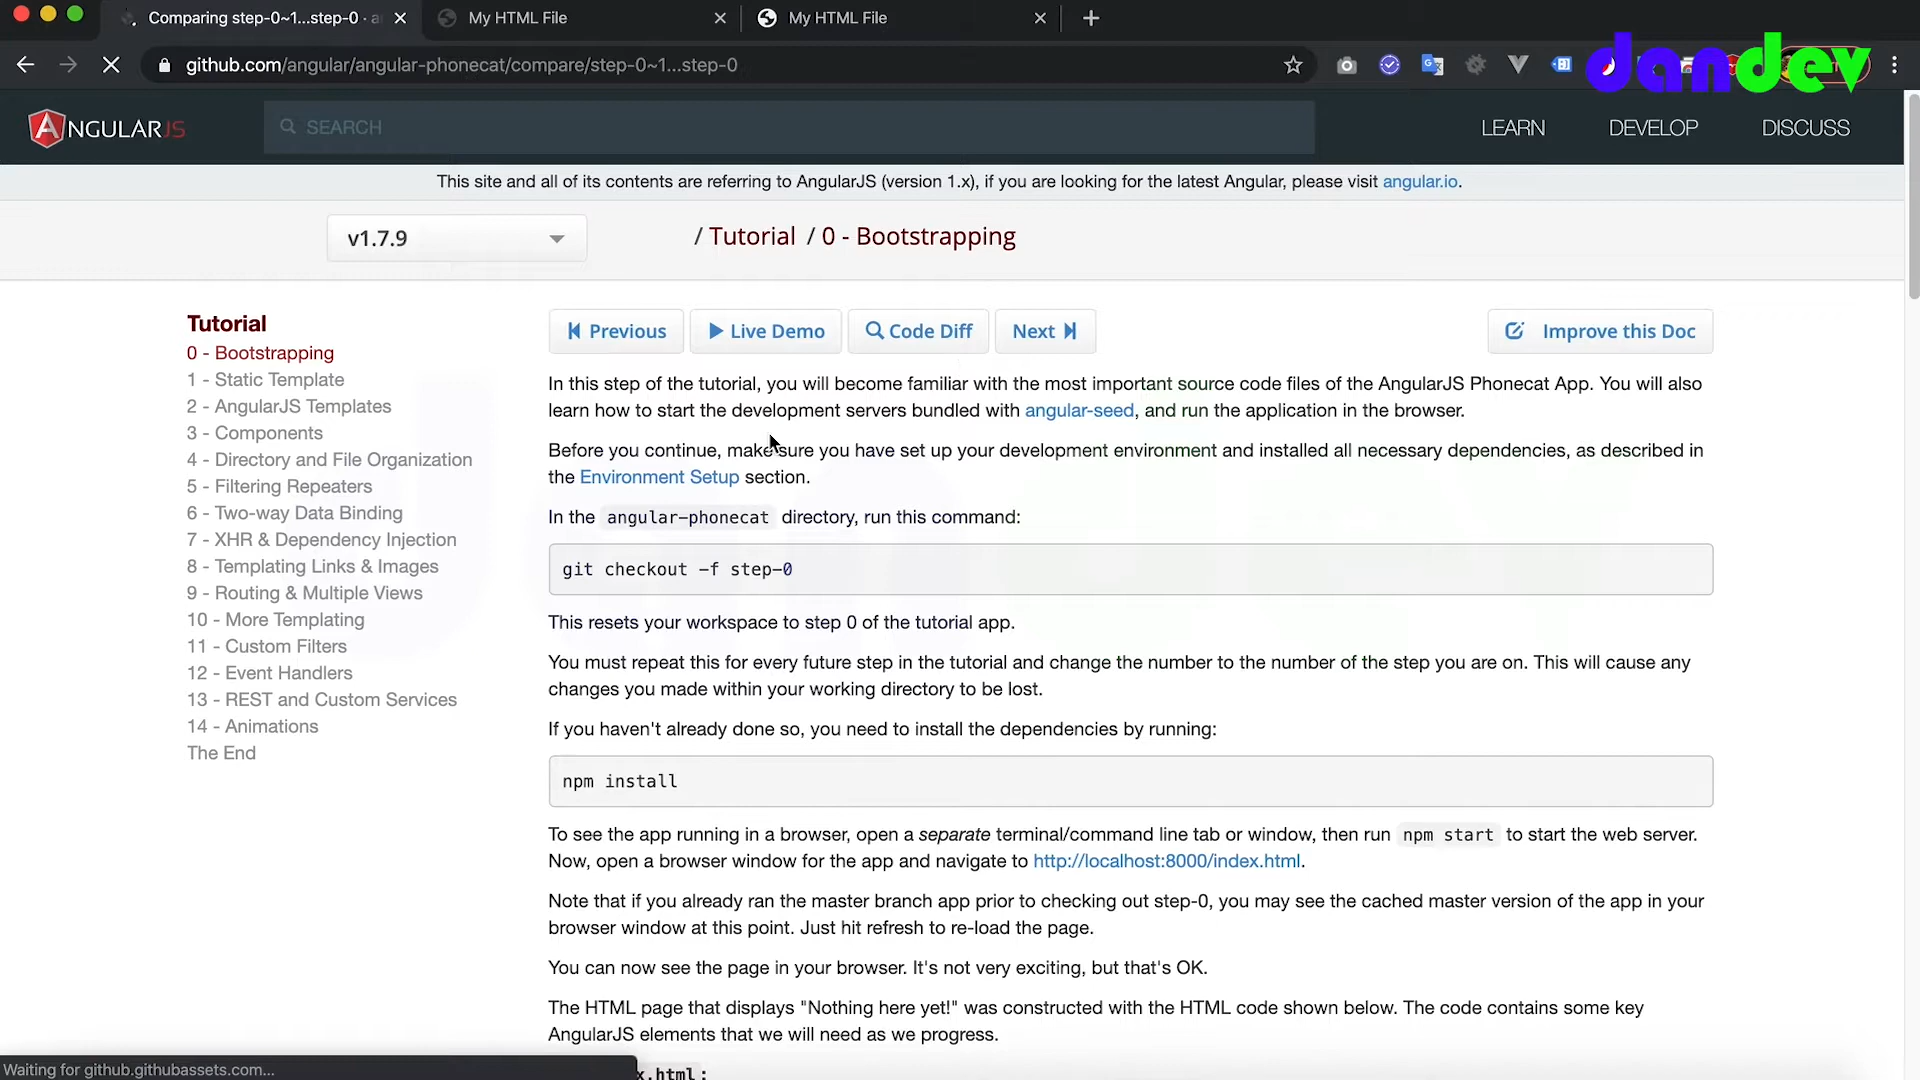 Comparing step-0~1...step-0 · a
My HTML File
My HTML File
github.com/angular/angular-phonecat/compare/step-0~1...step-0
dandev
ANGULARJS
SEARCH
LEARN
DEVELOP
DISCUSS
This site and all of its contents are referring to AngularJS (version 1.x), if you are looking for the latest Angular, please visit angular.io.
v1.7.9
/ Tutorial / 0 - Bootstrapping
Tutorial
0 - Bootstrapping
1 - Static Template
2 - AngularJS Templates
3 - Components
4 - Directory and File Organization
5 - Filtering Repeaters
6 - Two-way Data Binding
7 - XHR & Dependency Injection
8 - Templating Links & Images
9 - Routing & Multiple Views
10 - More Templating
11 - Custom Filters
12 - Event Handlers
13 - REST and Custom Services
14 - Animations
The End
Previous
Live Demo
Code Diff
Next
Improve this Doc
In this step of the tutorial, you will become familiar with the most important source code files of the AngularJS Phonecat App. You will also
learn how to start the development servers bundled with angular-seed, and run the application in the browser.
Before you continue, make sure you have set up your development environment and installed all necessary dependencies, as described in
the Environment Setup section.
In the angular-phonecat directory, run this command:
git checkout -f step-0
This resets your workspace to step 0 of the tutorial app.
You must repeat this for every future step in the tutorial and change the number to the number of the step you are on. This will cause any
changes you made within your working directory to be lost.
If you haven't already done so, you need to install the dependencies by running:
npm install
To see the app running in a browser, open a separate terminal/command line tab or window, then run npm start to start the web server.
Now, open a browser window for the app and navigate to http://localhost:8000/index.html.
Note that if you already ran the master branch app prior to checking out step-0, you may see the cached master version of the app in your
browser window at this point. Just hit refresh to re-load the page.
You can now see the page in your browser. It's not very exciting, but that's OK.
The HTML page that displays "Nothing here yet!" was constructed with the HTML code shown below. The code contains some key
AngularJS elements that we will need as we progress.
x.html:
Waiting for github.githubassets.com...